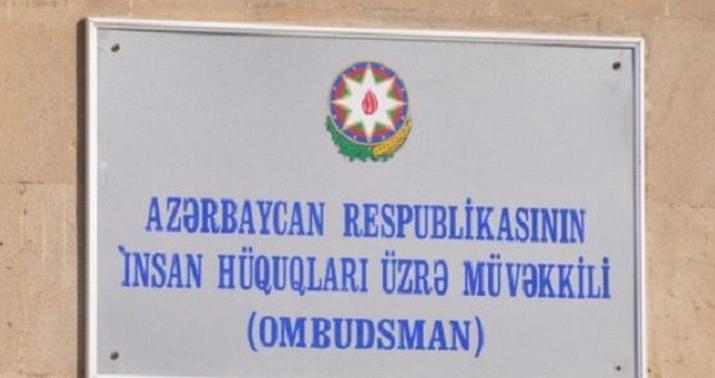 AZƏRBAYCAN RESPUBLİKASININ
İNSAN HÜQUQLARI ÜZRƏ MÜVƏKKİLİ
(OMBUDSMAN)